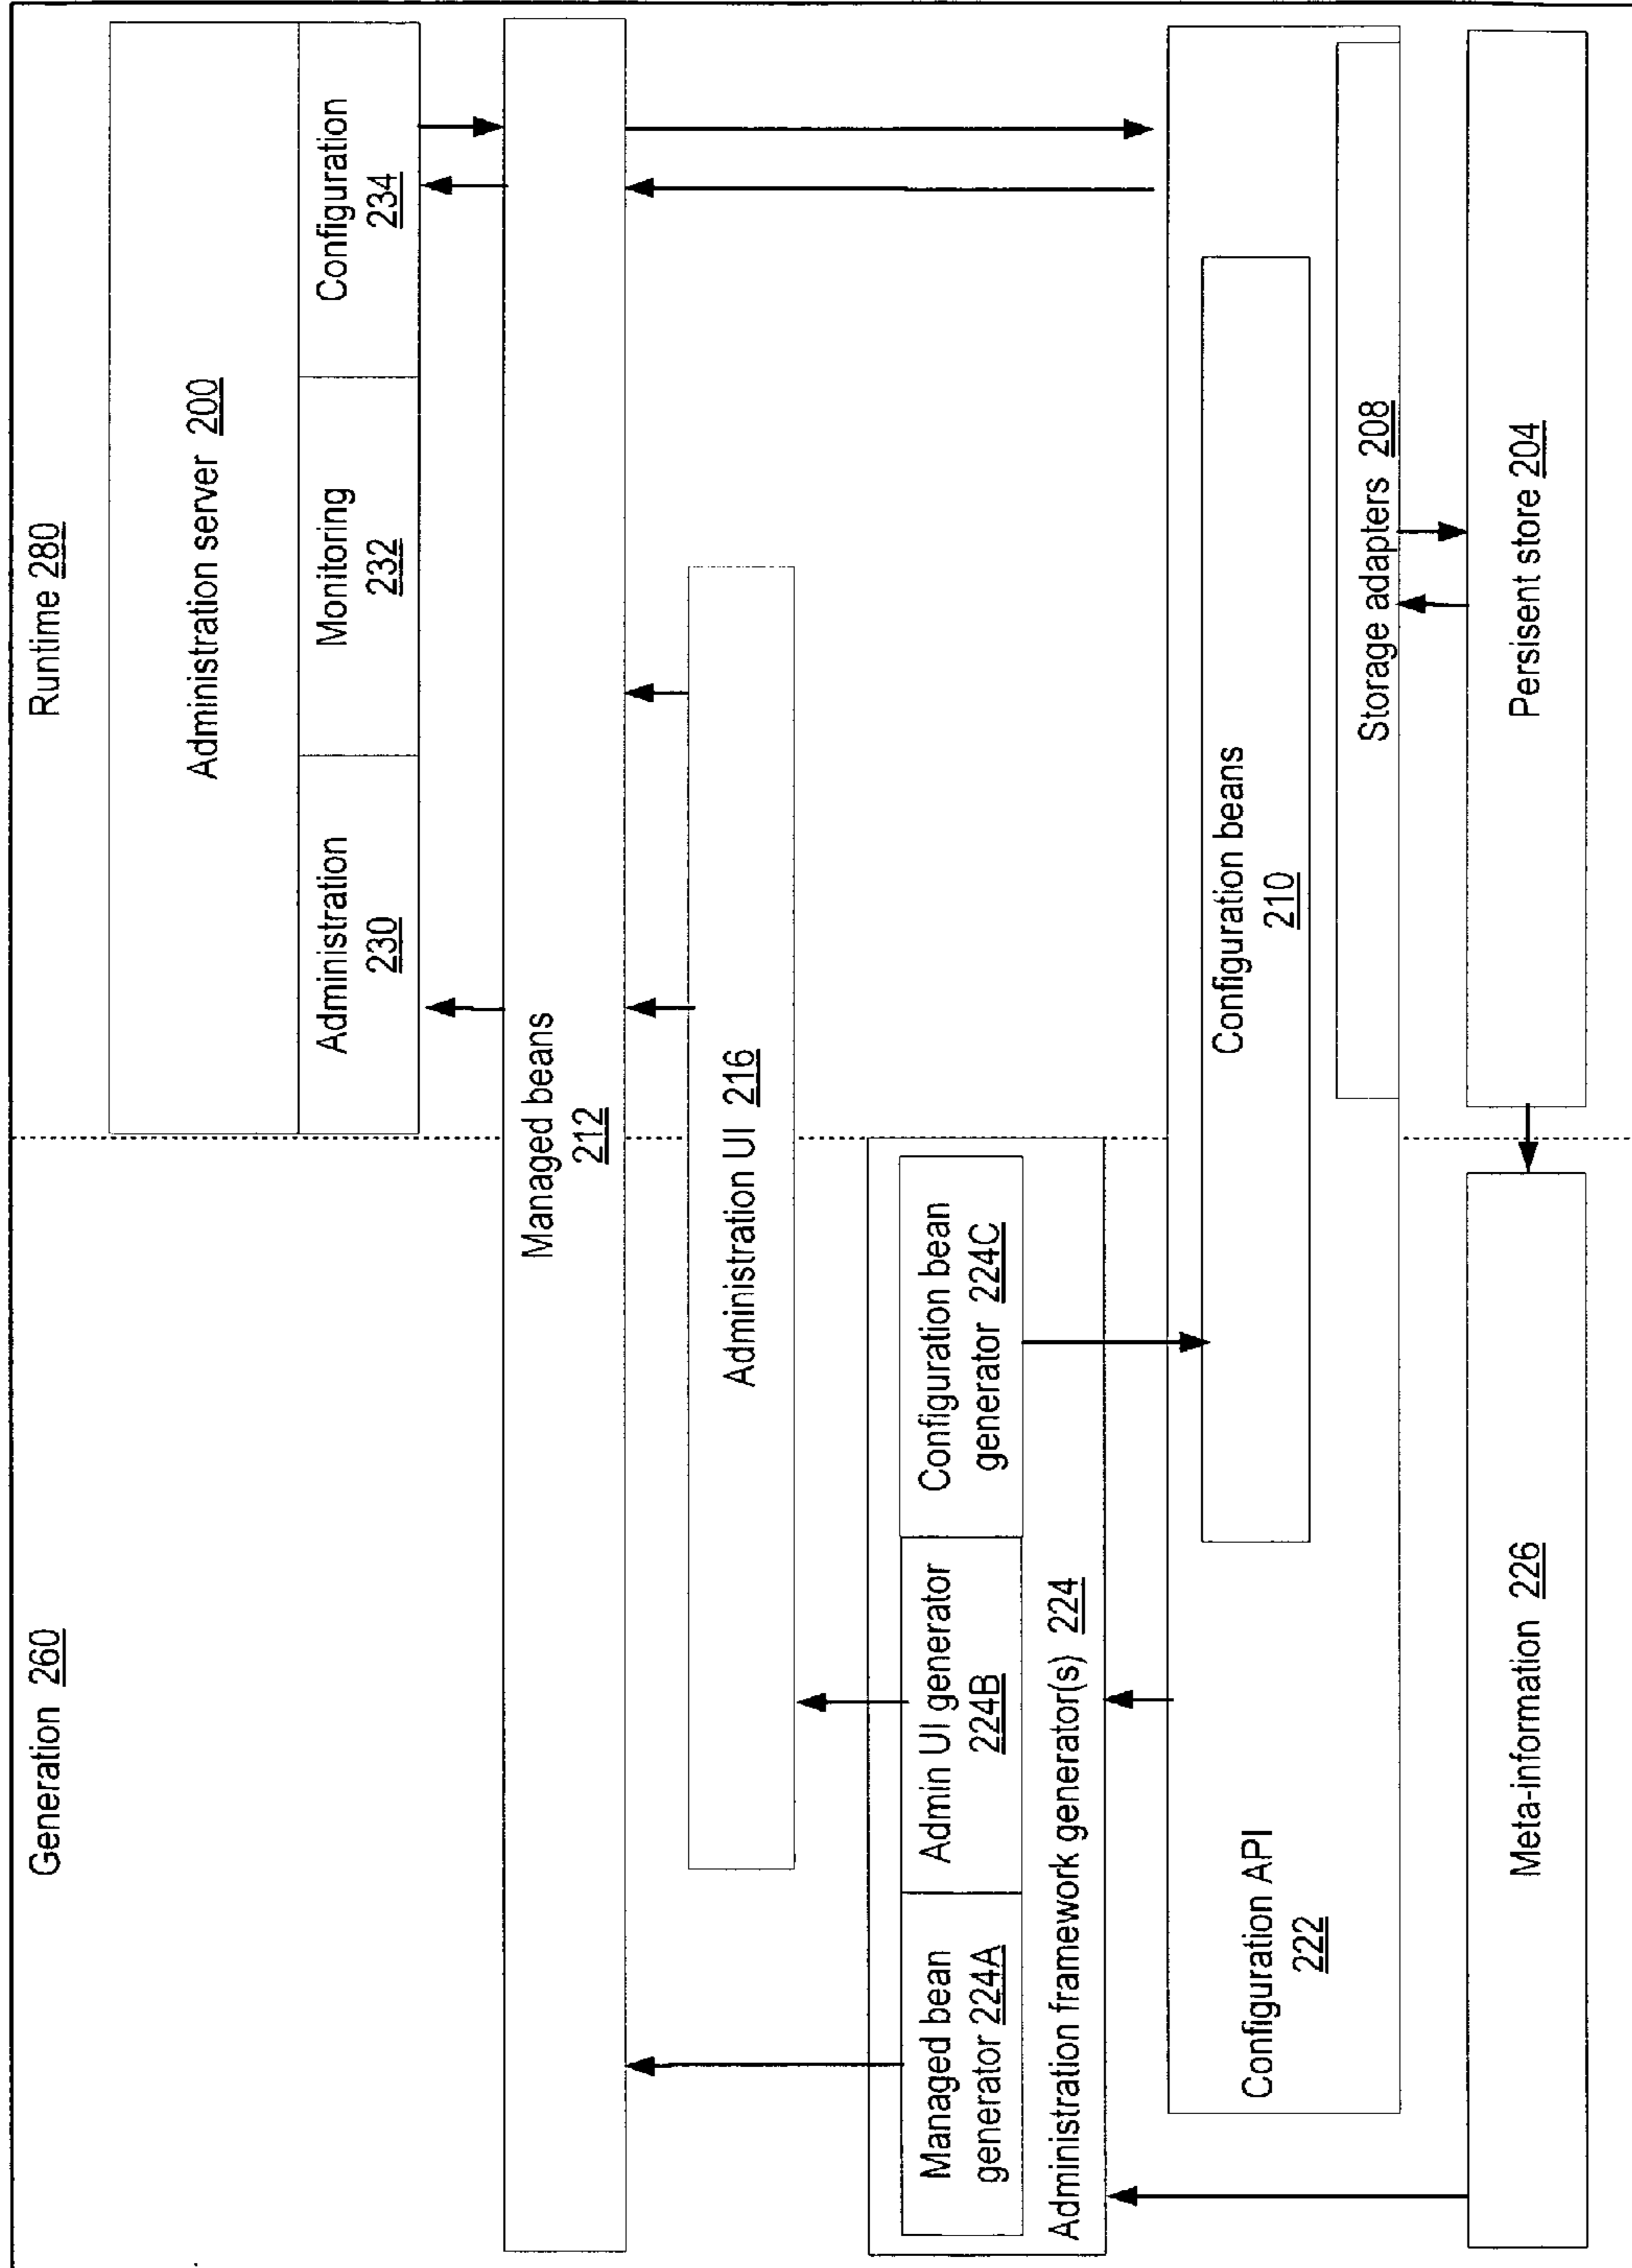 Generation 260
Runtime 280
Administration server 200
Administration
230
Monitoring
232
Configuration
234
Managed beans
212
Administration UI 216
Managed bean
generator 224A
Admin UI generator
224B
Configuration bean
generator 224C
Administration framework generator(s) 224
Configuration API
222
Configuration beans
210
Storage adapters 208
Meta-information 226
Persisent store 204